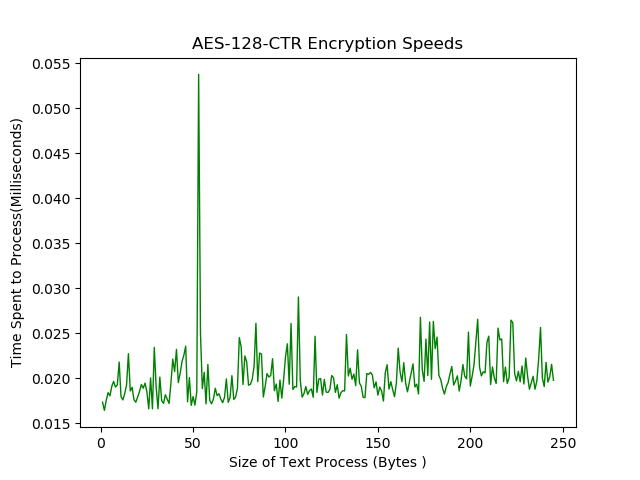 AES-128-CTR Encryption Speeds
0.055
0.050
0.045
0.040
0.035
0.030
0.025
0.020
0.015
Time Spent to Process(Milliseconds)
0 50 100 150 200 250
Size of Text Process (Bytes )